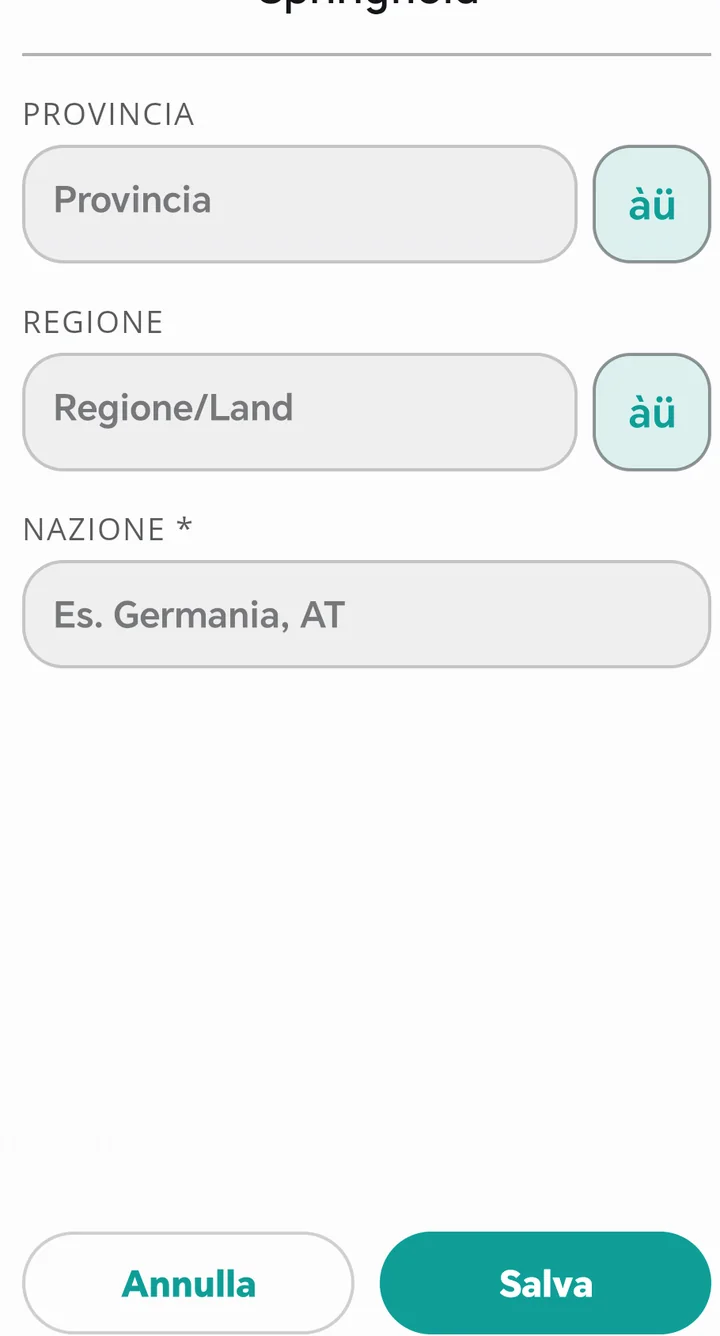 PROVINCIA
Provincia
àü
REGIONE
Regione/Land
àü
NAZIONE *
Es. Germania, AT
Annulla
Salva